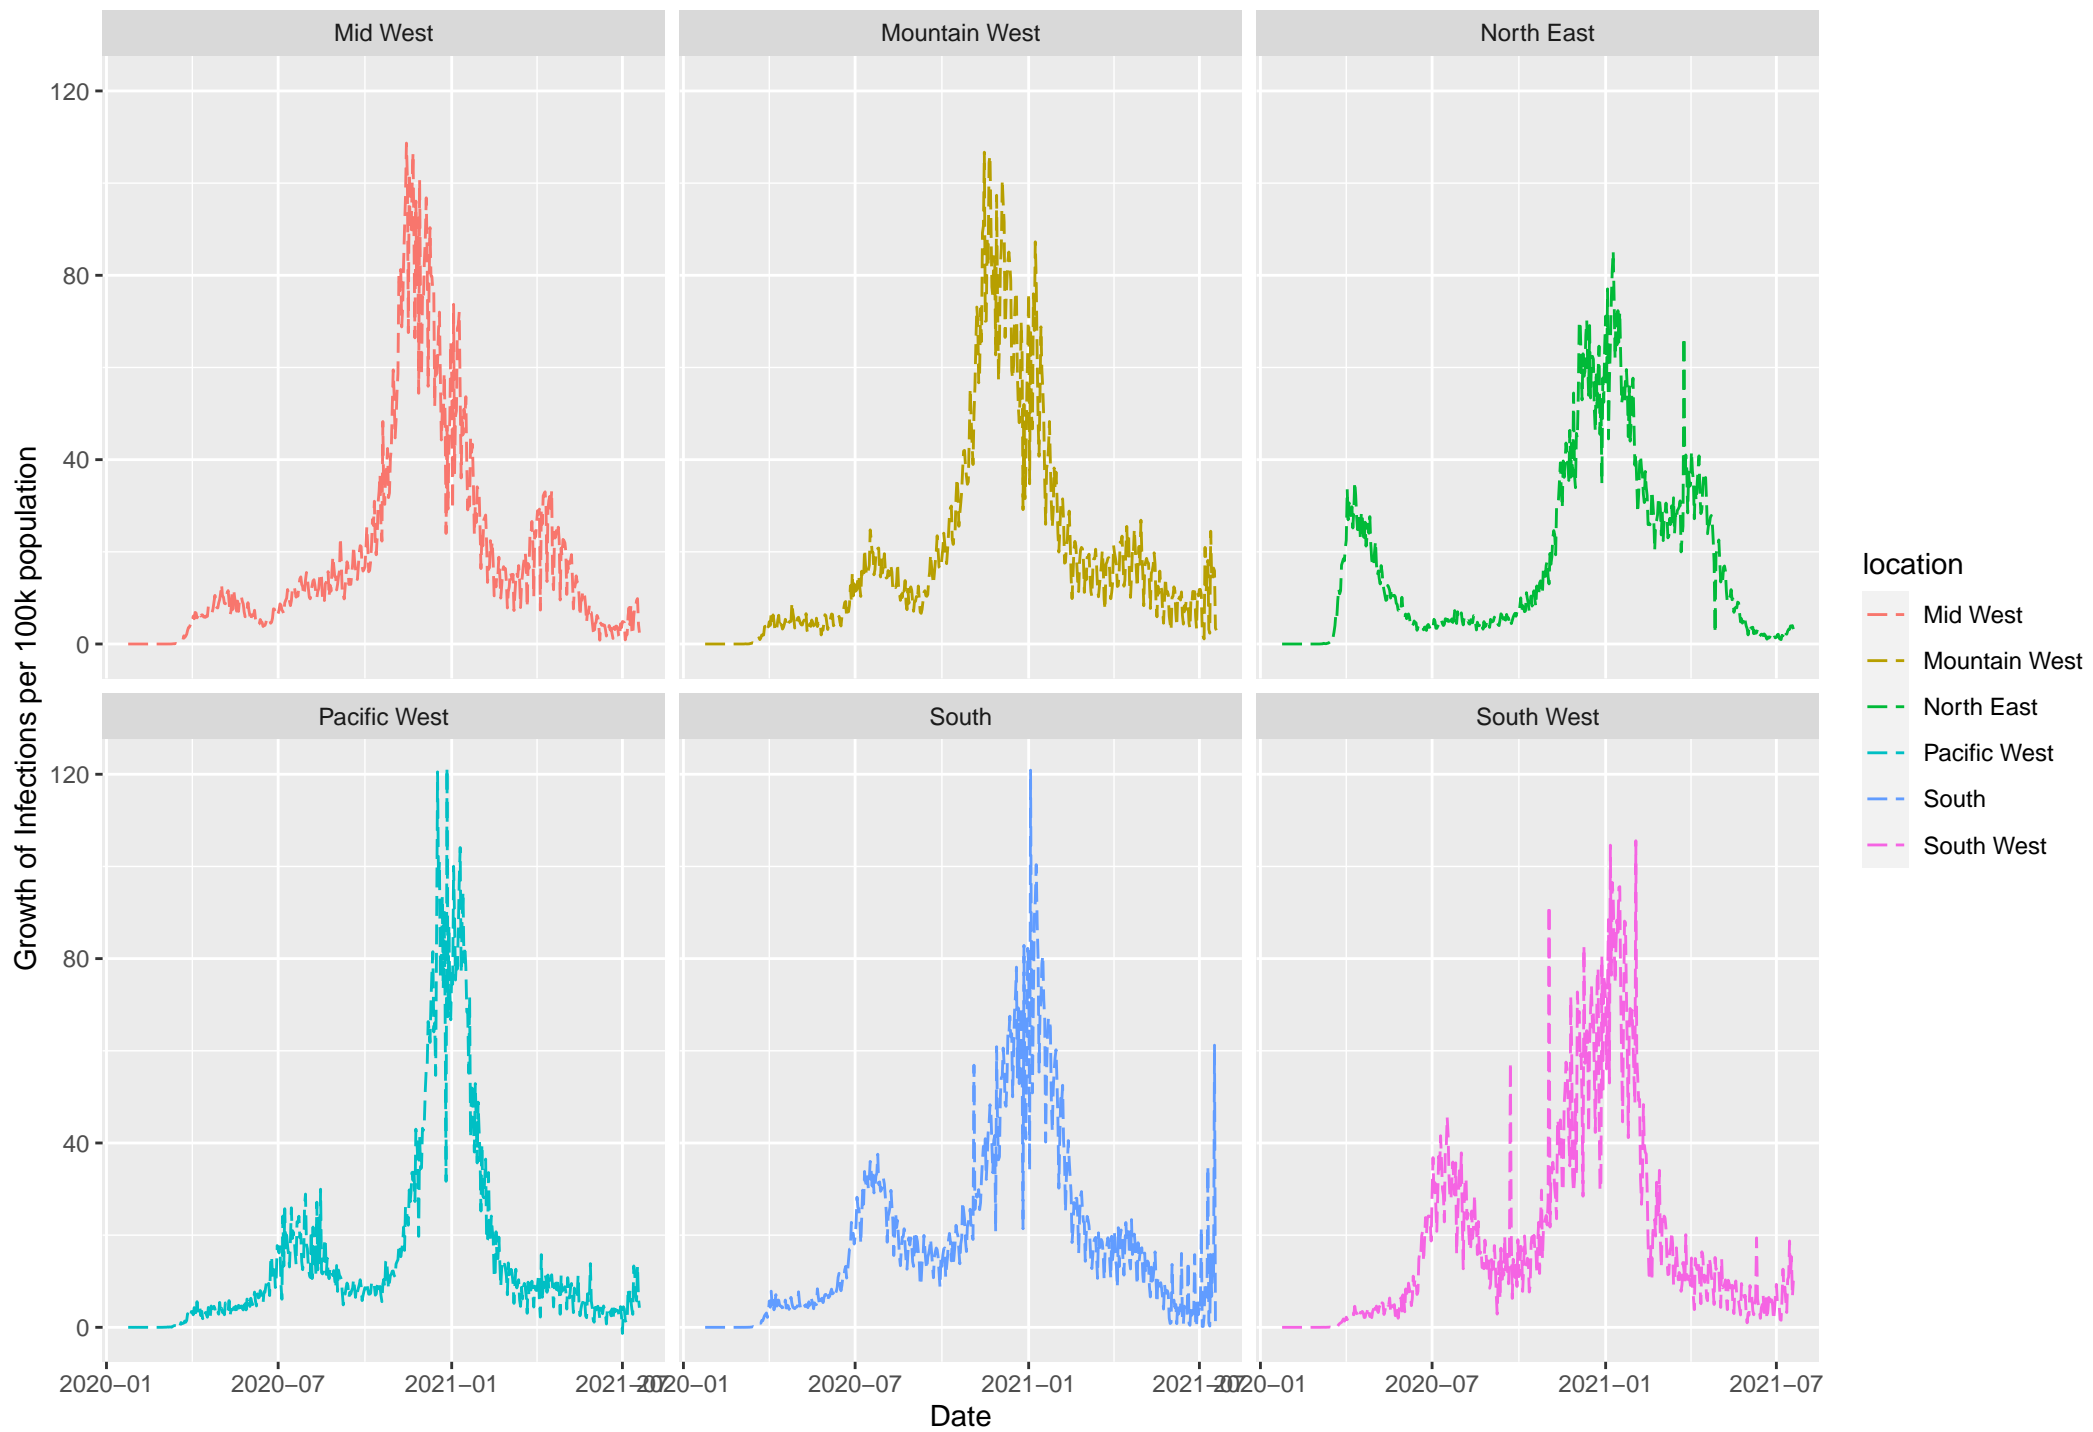 Mid West
Mountain West
North East
120
80
40
0
Pacific West
South
South West
120
80
40
0
2020–01
2020–07
2021–01
2021–07
2020–01
2020–07
2021–01
2021–07
2020–01
2020–07
2021–01
2021–07
Date
Growth of Infections per 100k population
location
Mid West
Mountain West
North East
Pacific West
South
South West